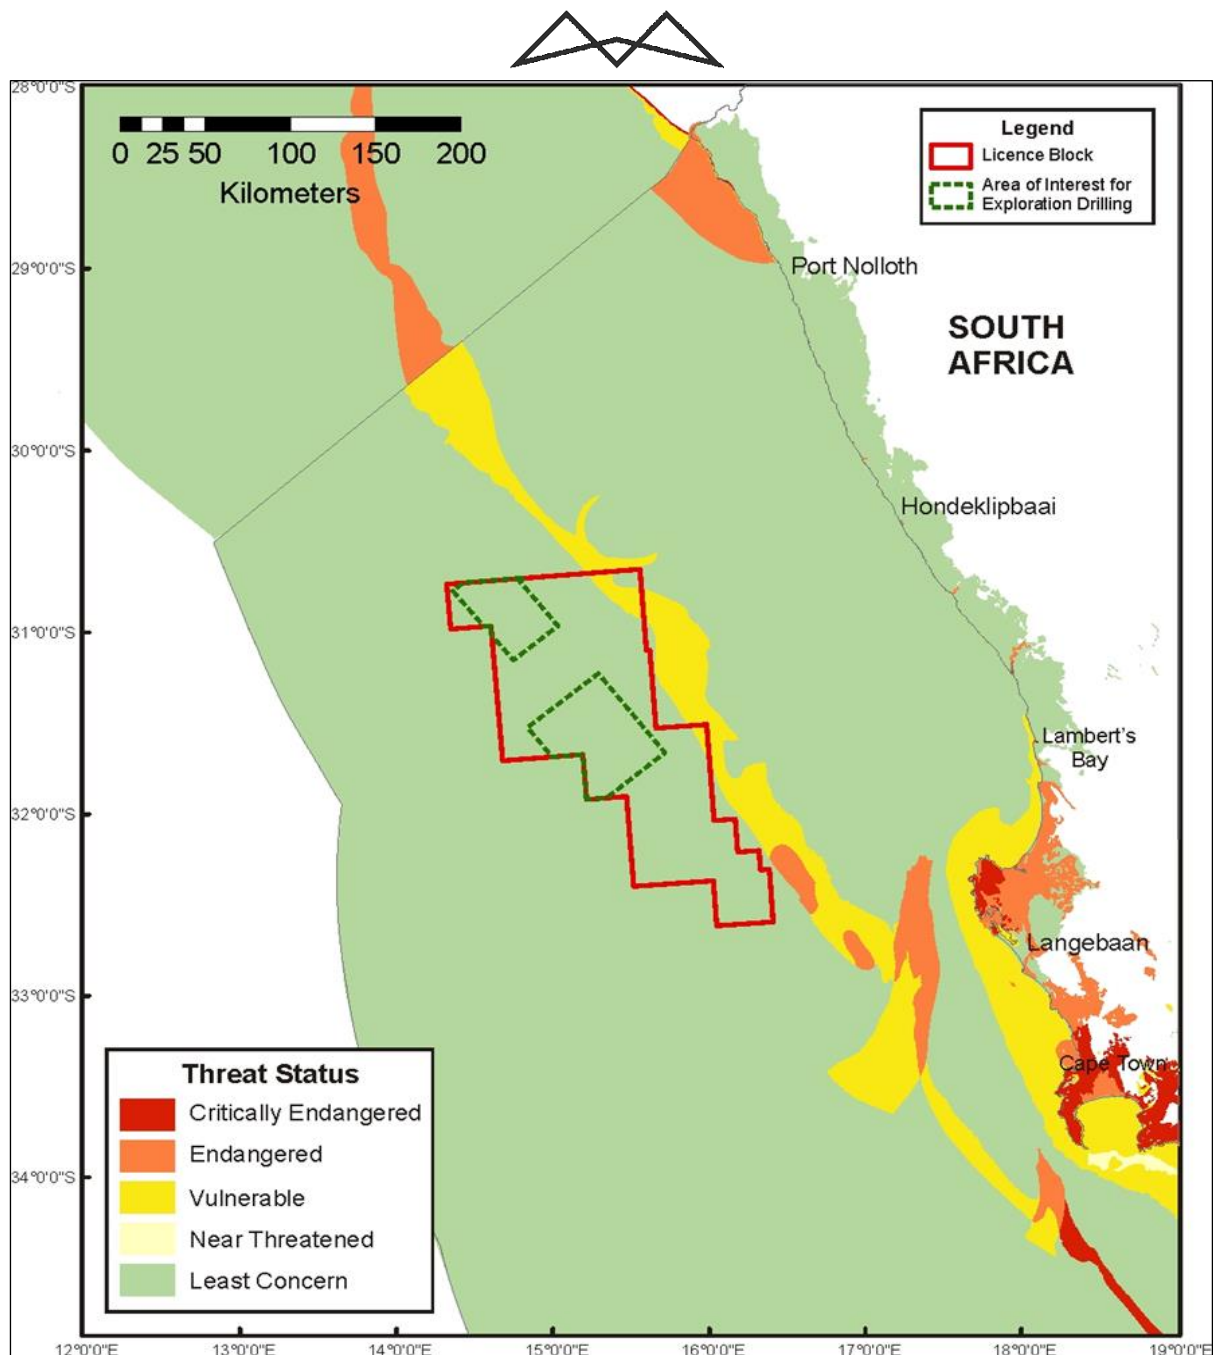 28°0'0"S
0 25 50 100 150 200
Kilometers
Legend
Licence Block
Area of Interest for
Exploration Drilling
29°0'0"S
Port Nolloth
SOUTH
AFRICA
30°0'0"S
Hondeklipbaai
31°0'0"S
Lambert's
Bay
32°0'0"S
Langebaan
33°0'0"S
Cape Town
Threat Status
Critically Endangered
Endangered
Vulnerable
Near Threatened
Least Concern
34°0'0"S
12°0'0"E 13°0'0"E 14°0'0"E 15°0'0"E 16°0'0"E 17°0'0"E 18°0'0"E 19°0'0"E